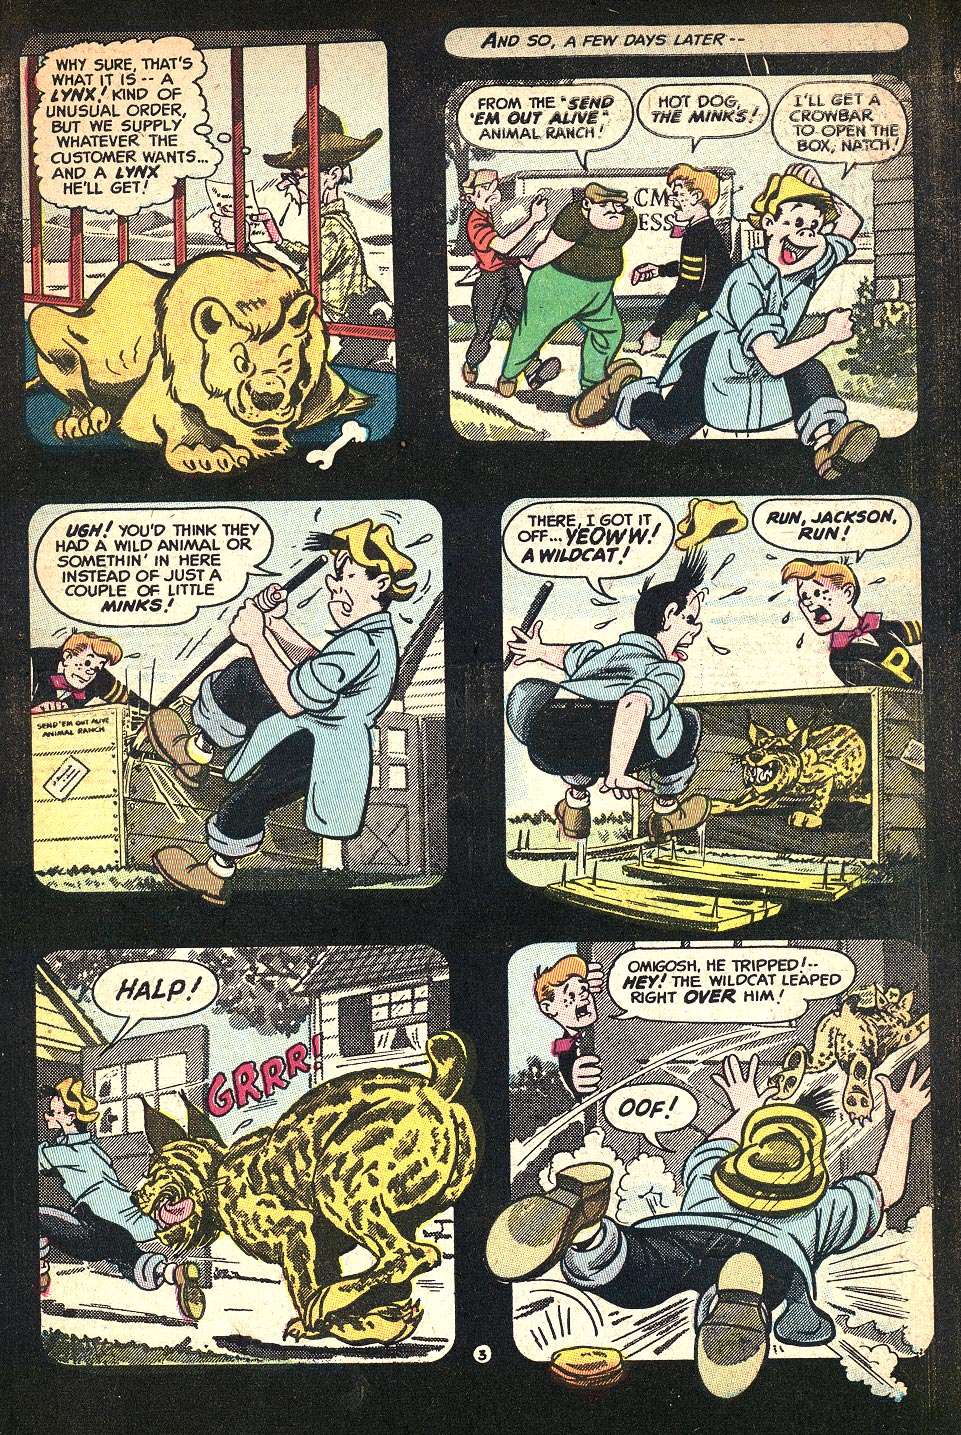 WHY SURE, THAT'S
WHAT IT IS -- A
LYNX! KIND OF
UNUSUAL ORDER,
BUT WE SUPPLY
WHATEVER THE
CUSTOMER WANTS...
AND A LYNX
HE'LL GET!
AND SO, A FEW DAYS LATER --
FROM THE "SEND
'EM OUT ALIVE"
ANIMAL RANCH!
HOT DOG,
THE MINKS!
I'LL GET A
CROWBAR
TO OPEN THE
BOX, NATCH!
CME
ESS
UGH! YOU'D THINK THEY
HAD A WILD ANIMAL OR
SOMETHIN' IN HERE
INSTEAD OF JUST A
COUPLE OF LITTLE
MINKS!
SEND 'EM OUT ALIVE
ANIMAL RANCH
THERE, I GOT IT
OFF... YEOWW!
A WILDCAT!
RUN, JACKSON,
RUN!
P
HALP!
GRRR!
OMIGOSH, HE TRIPPED!--
HEY! THE WILDCAT LEAPED
RIGHT OVER HIM!
OOF!
3